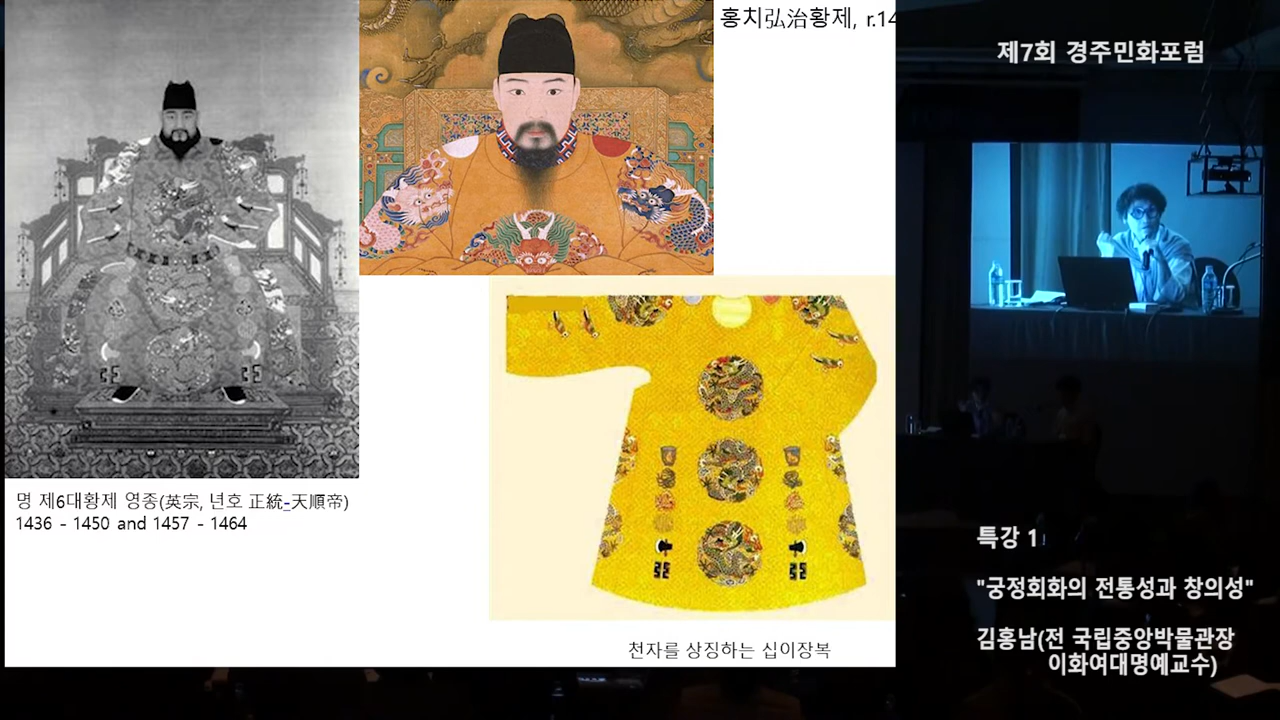 홍치弘治황제, r.14
제7회 경주민화포럼
명 제6대황제 영종(英宗, 년호 正統-天順帝)
1436 - 1450 and 1457 - 1464
천자를 상징하는 십이장복
특강 1
"궁정회화의 전통성과 창의성"
김홍남(전 국립중앙박물관장
이화여대명예교수)